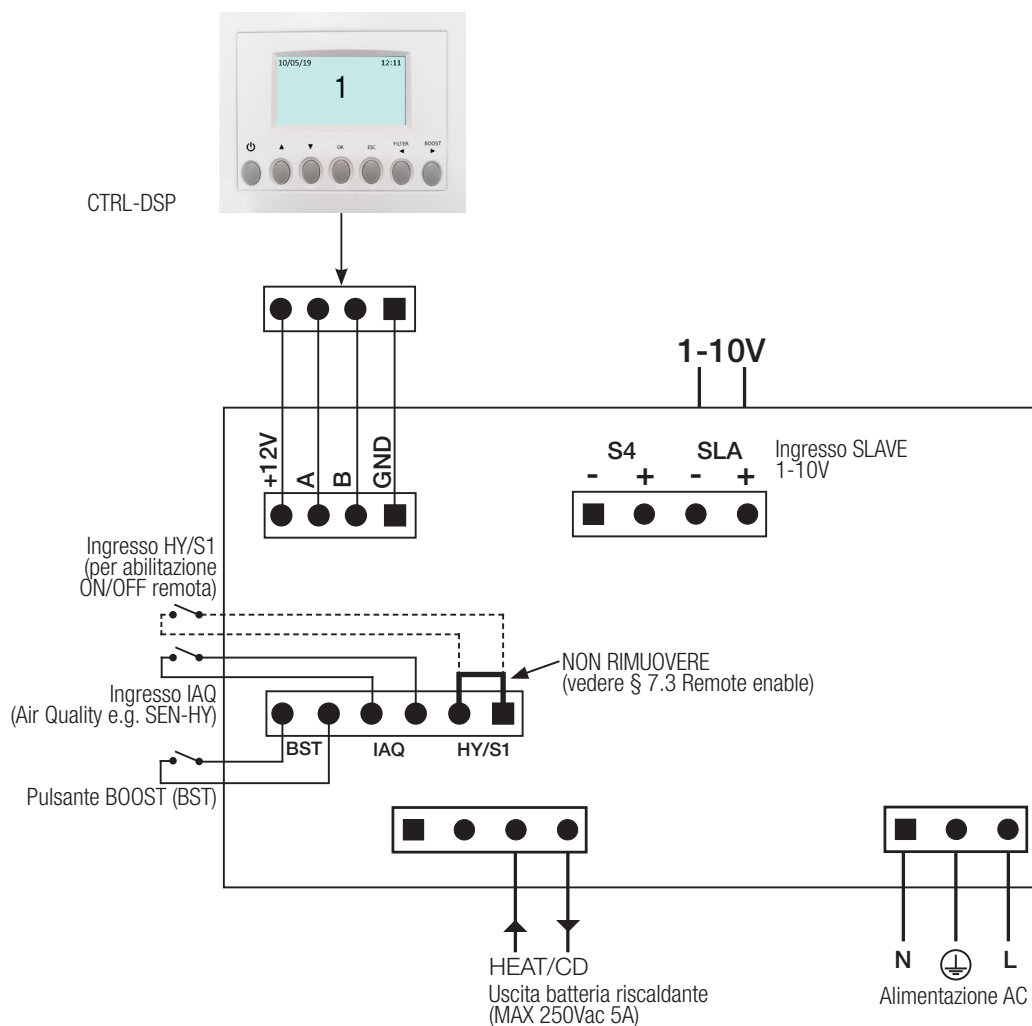 10/05/19 12:11
1
OK ESC FILTER BOOST
CTRL-DSP
1-10V
+12V
A
B
GND
S4 SLA
- + - +
Ingresso SLAVE
1-10V
Ingresso HY/S1
(per abilitazione
ON/OFF remota)
NON RIMUOVERE
(vedere § 7.3 Remote enable)
Ingresso IAQ
(Air Quality e.g. SEN-HY)
BST IAQ HY/S1
Pulsante BOOST (BST)
HEAT/CD
Uscita batteria riscaldante
(MAX 250Vac 5A)
N L
Alimentazione AC